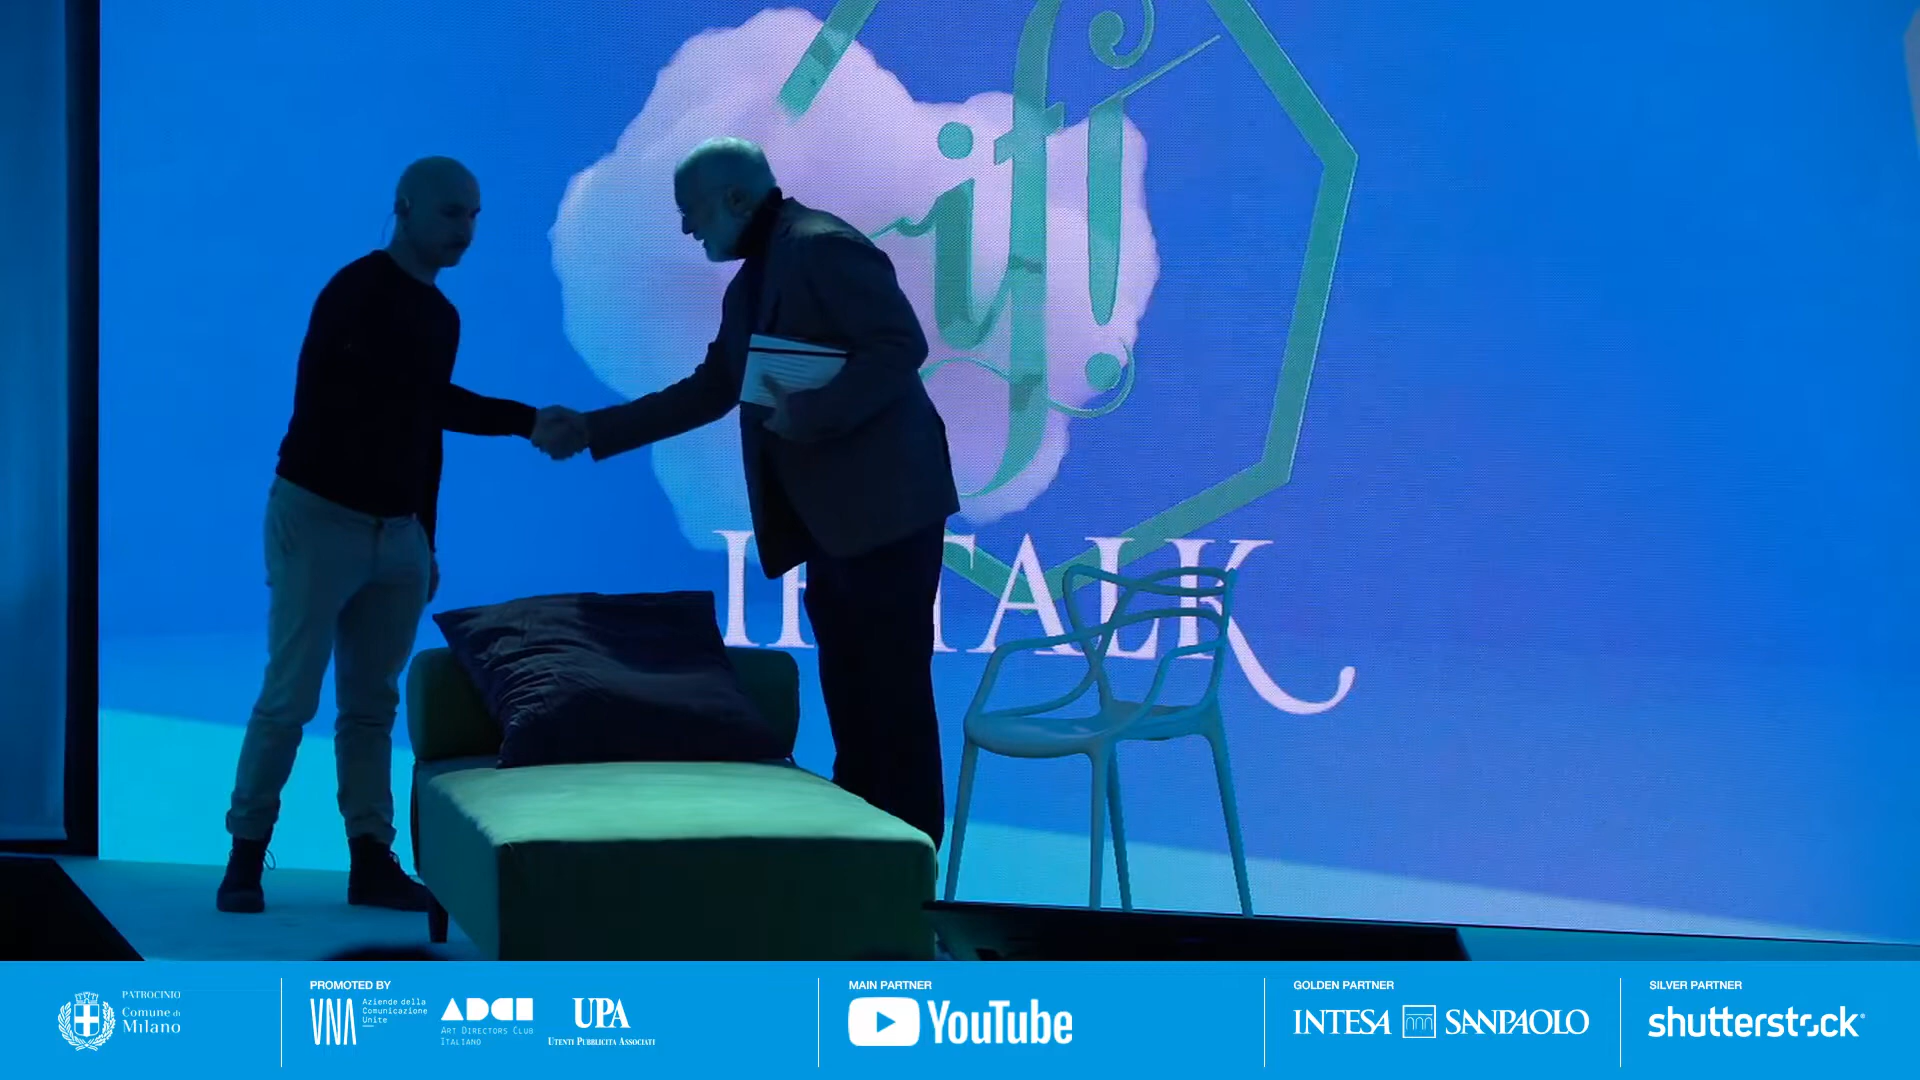 if!
IF TALK
PATROCINIO
Comune di
Milano
PROMOTED BY
VNA
Aziende della
Comunicazione
Unite
ADCI
ART DIRECTORS CLUB
ITALIANO
UPA
UTENTI PUBBLICITÀ ASSOCIATI
MAIN PARTNER
YouTube
GOLDEN PARTNER
INTESA SANPAOLO
SILVER PARTNER
shutterstock